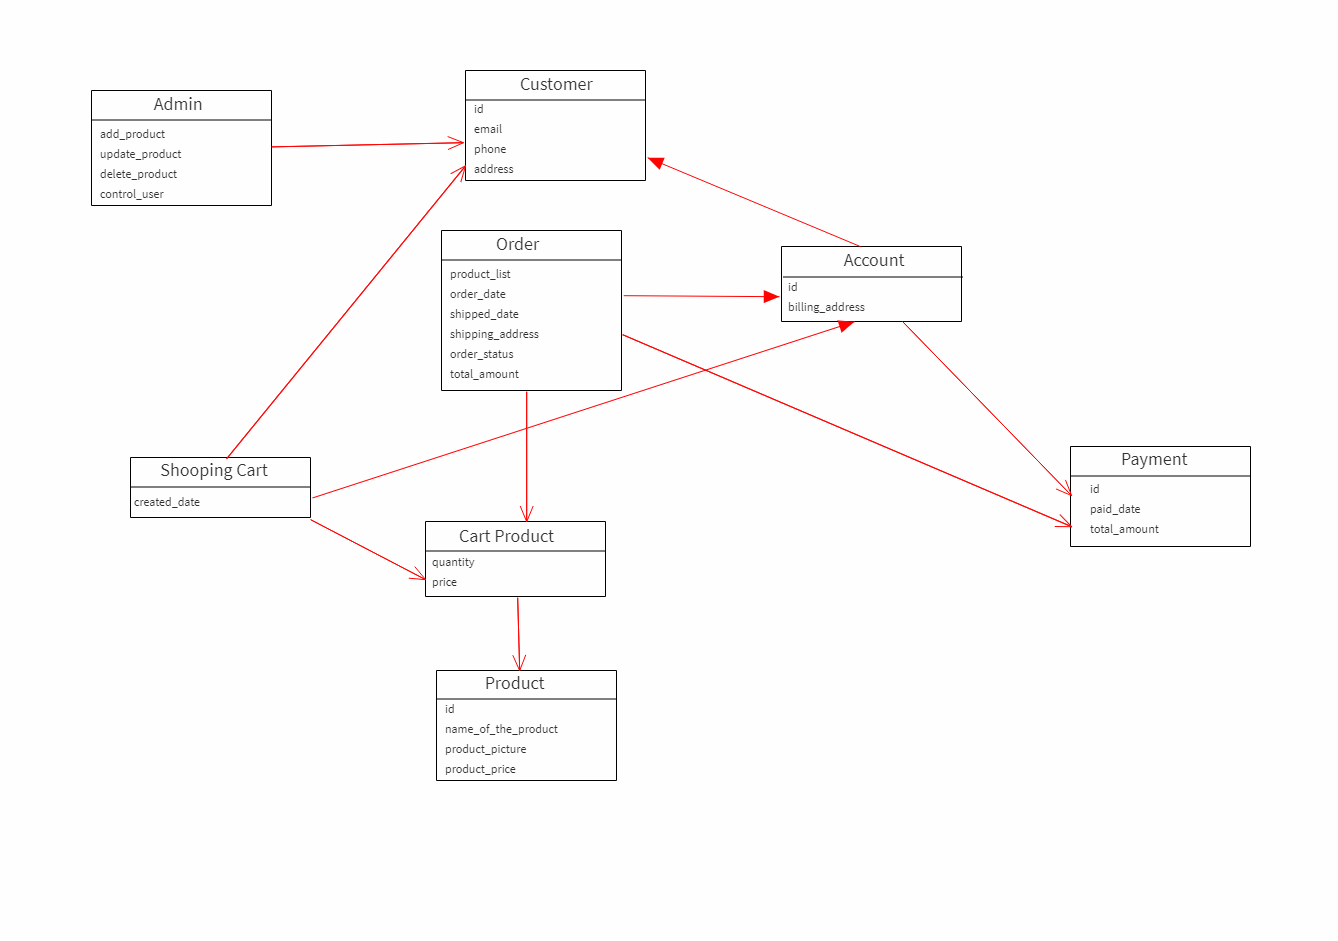 Customer
id
email
phone
address
Admin
add_product
update_product
delete_product
control_user
Order
product_list
order_date
shipped_date
shipping_address
order_status
total_amount
Account
id
billing_address
Shooping Cart
created_date
Payment
id
paid_date
total_amount
Cart Product
quantity
price
Product
id
name_of_the_product
product_picture
product_price